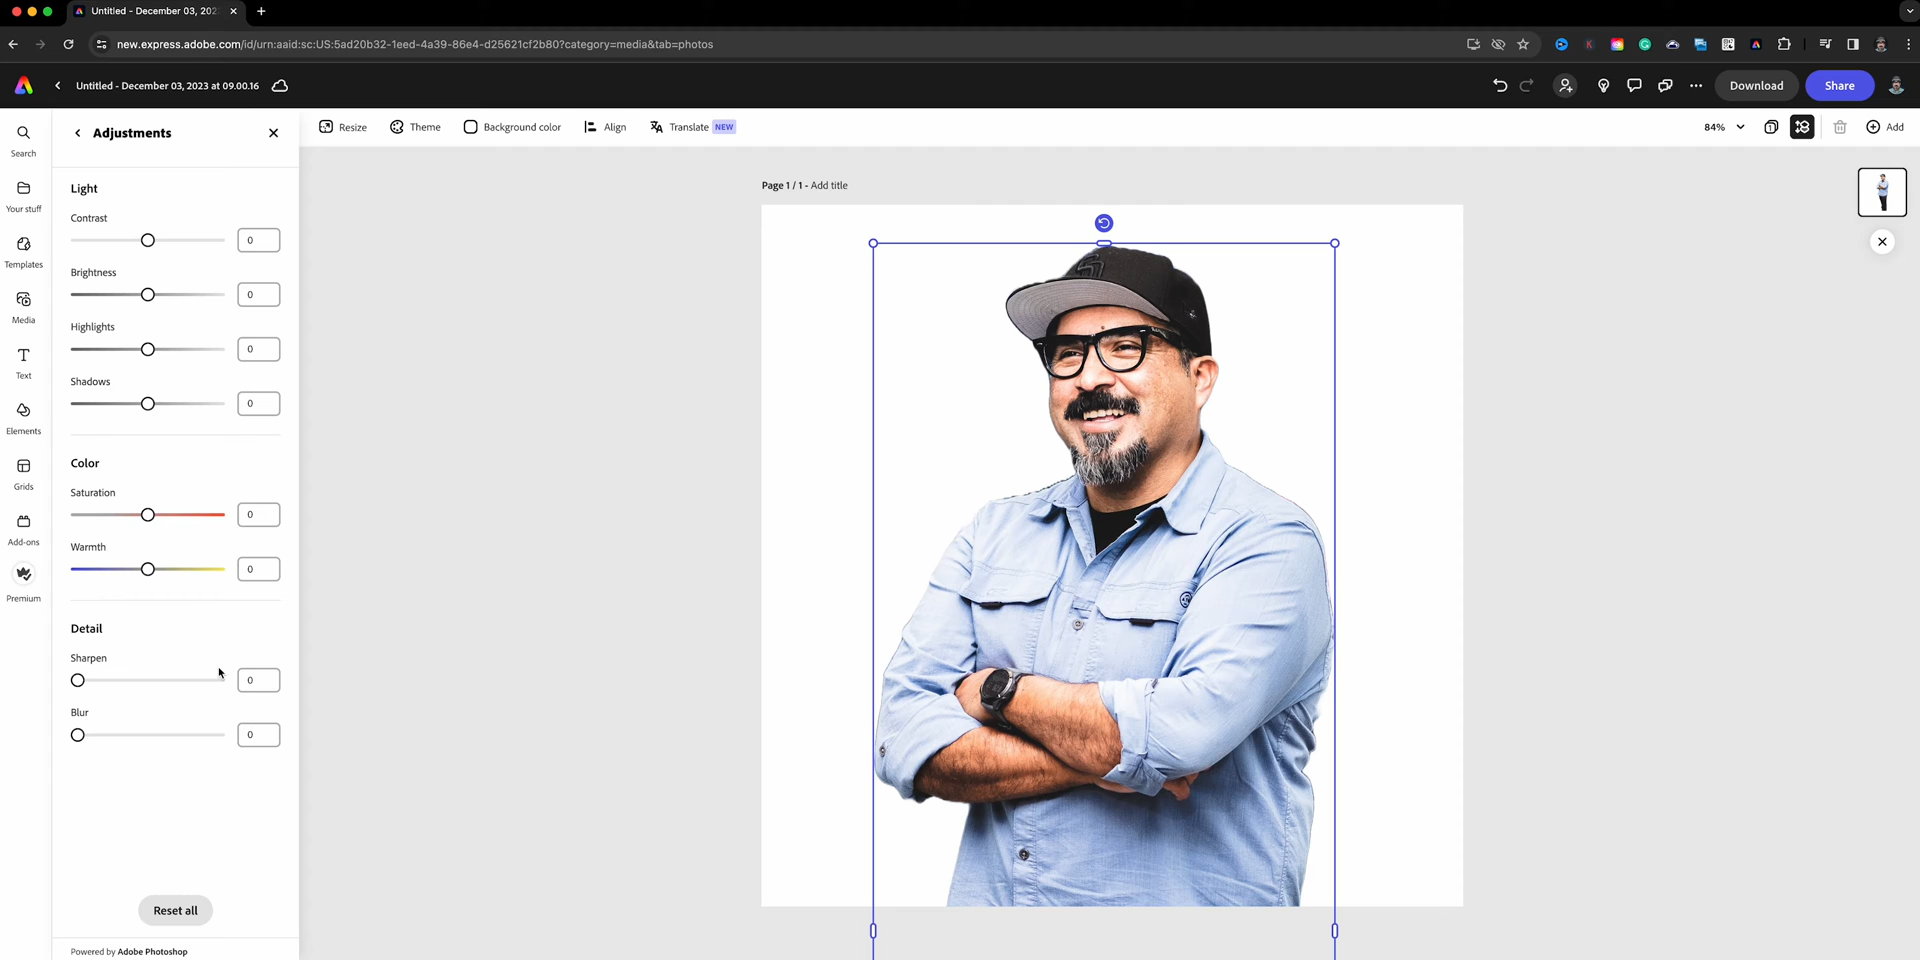 Untitled - December 03, 202
new.express.adobe.com/id/urn:aaid:sc:US:5ad20b32-1eed-4a39-86e4-d25621cf2b80?category=media&tab=photos
Untitled - December 03, 2023 at 09.00.16
Download
Share
Adjustments
Resize
Theme
Background color
Align
Translate NEW
84%
Add
Search
Your stuff
Templates
Media
Text
Elements
Grids
Add-ons
Premium
Light
Contrast
0
Brightness
0
Highlights
0
Shadows
0
Color
Saturation
0
Warmth
0
Detail
Sharpen
0
Blur
0
Reset all
Powered by Adobe Photoshop
Page 1 / 1 - Add title